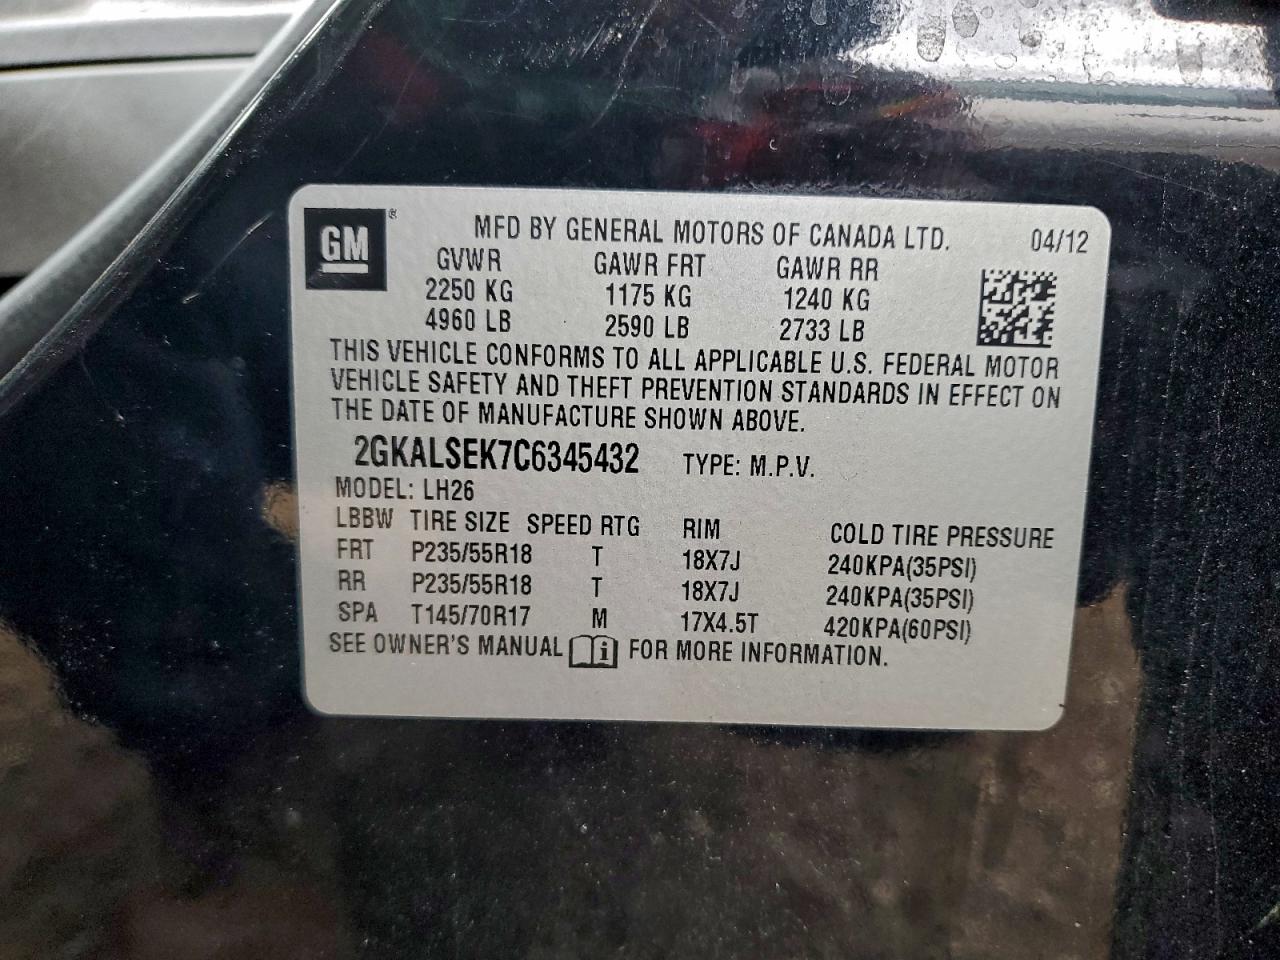 GM ®
MFD BY GENERAL MOTORS OF CANADA LTD. 04/12
GVWR GAWR FRT GAWR RR
2250 KG 1175 KG 1240 KG
4960 LB 2590 LB 2733 LB
THIS VEHICLE CONFORMS TO ALL APPLICABLE U.S. FEDERAL MOTOR
VEHICLE SAFETY AND THEFT PREVENTION STANDARDS IN EFFECT ON
THE DATE OF MANUFACTURE SHOWN ABOVE.
2GKALSEK7C6345432 TYPE: M.P.V.
MODEL: LH26
LBBW TIRE SIZE SPEED RTG RIM COLD TIRE PRESSURE
FRT P235/55R18 T 18X7J 240KPA(35PSI)
RR P235/55R18 T 18X7J 240KPA(35PSI)
SPA T145/70R17 M 17X4.5T 420KPA(60PSI)
SEE OWNER'S MANUAL i FOR MORE INFORMATION.